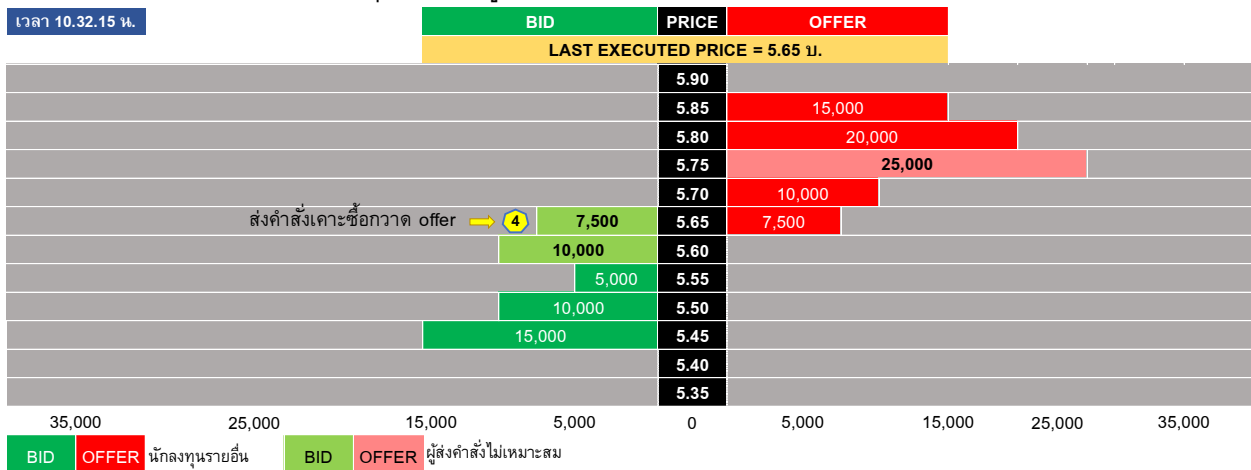 เวลา 10.32.15 น.
BID PRICE OFFER
LAST EXECUTED PRICE = 5.65 บ.
5.90
5.85 15,000
5.80 20,000
5.75 25,000
5.70 10,000
ส่งคำสั่งเคาะซื้อกวาด offer 4 7,500 5.65 7,500
10,000 5.60
5,000 5.55
10,000 5.50
15,000 5.45
5.40
5.35
35,000 25,000 15,000 5,000 0 5,000 15,000 25,000 35,000
BID OFFER นักลงทุนรายอื่น BID OFFER ผู้ส่งคำสั่งไม่เหมาะสม